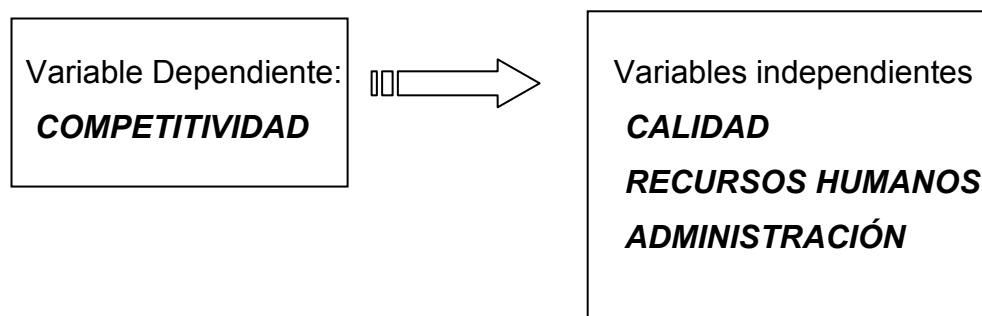 Variable Dependiente:
COMPETITIVIDAD
Variables independientes
CALIDAD
RECURSOS HUMANOS
ADMINISTRACIÓN